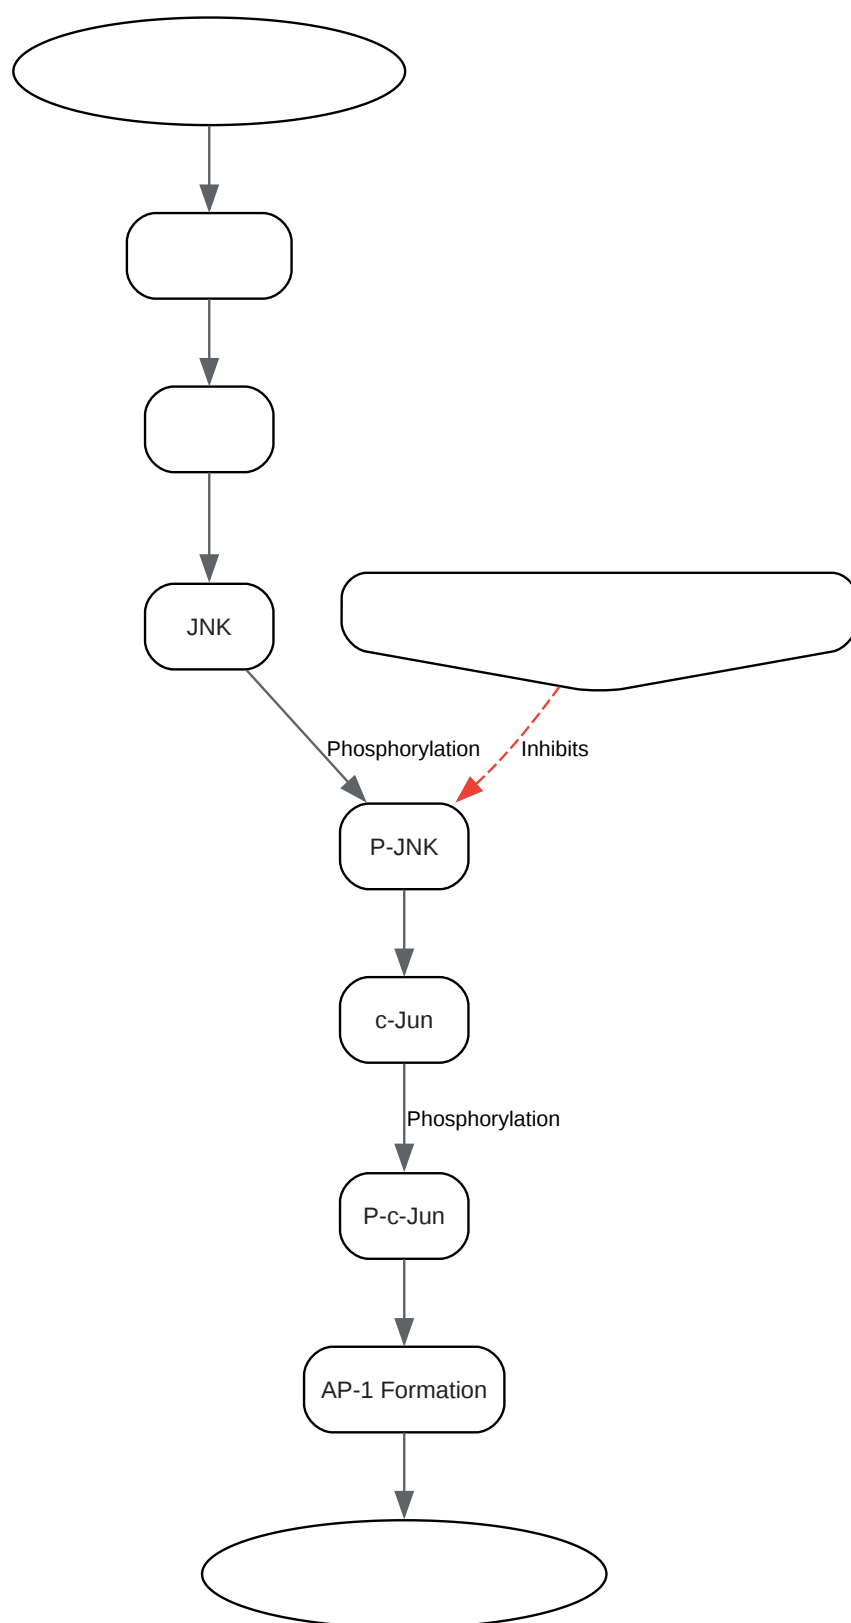 JNK
Phosphorylation
Inhibits
P-JNK
c-Jun
Phosphorylation
P-c-Jun
AP-1 Formation